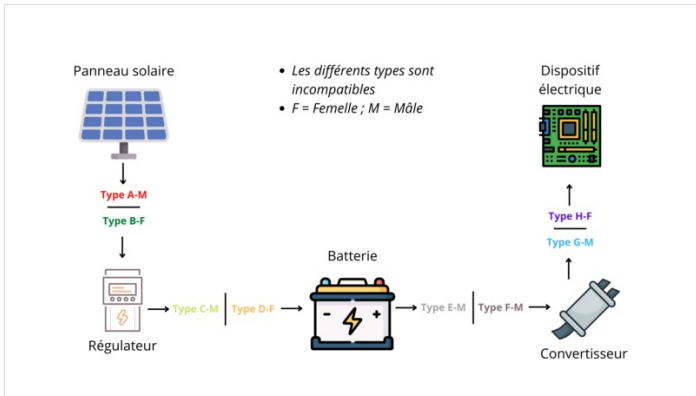 Panneau solaire
• Les différents types sont
incompatibles
• F = Femelle ; M = Mâle
Dispositif
électrique
Type A-M
Type B-F
Type H-F
Type G-M
Batterie
Type C-M
Type D-F
- +
Type E-M
Type F-M
Régulateur
Convertisseur